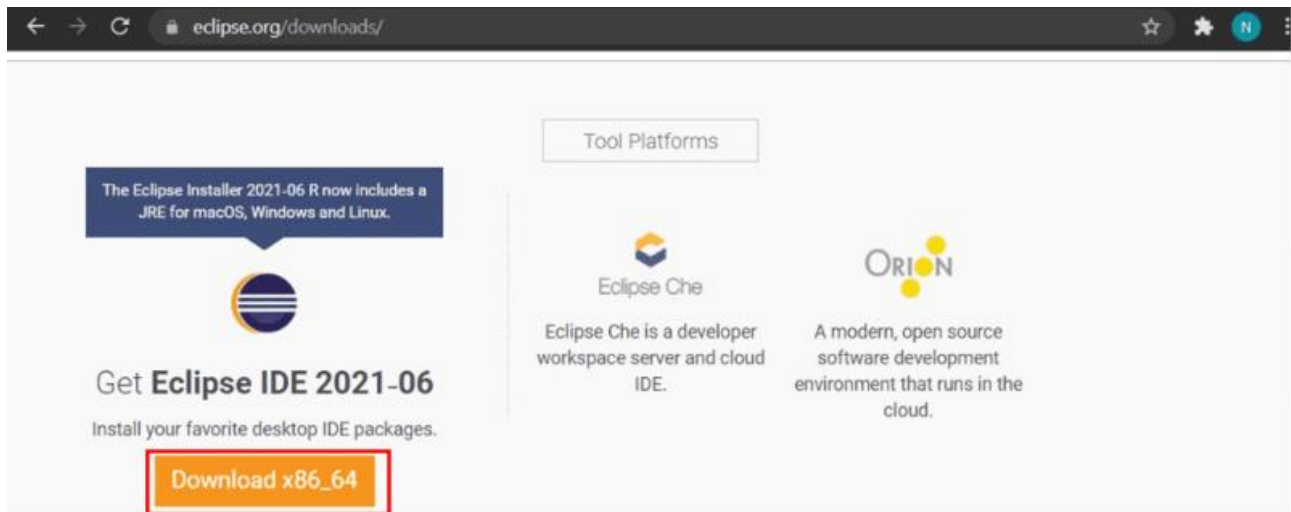 eclipse.org/downloads/
N
Tool Platforms
The Eclipse Installer 2021-06 R now includes a
JRE for macOS, Windows and Linux.
Eclipse Che
ORION
Eclipse Che is a developer
workspace server and cloud
IDE.
A modern, open source
software development
environment that runs in the
cloud.
Get Eclipse IDE 2021-06
Install your favorite desktop IDE packages.
Download x86_64